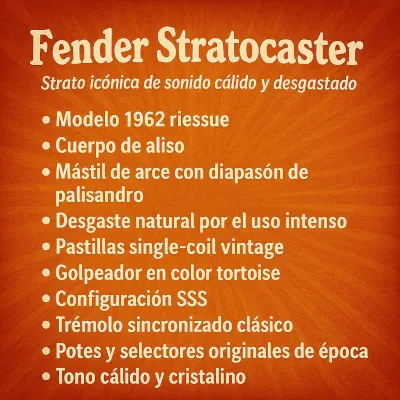 Fender Stratocaster
Strato icónica de sonido cálido y desgastado
• Modelo 1962 riessue
• Cuerpo de aliso
• Mástil de arce con diapasón de
palisandro
• Desgaste natural por el uso intenso
• Pastillas single-coil vintage
• Golpeador en color tortoise
• Configuración SSS
• Trémolo sincronizado clásico
• Potes y selectores originales de época
• Tono cálido y cristalino